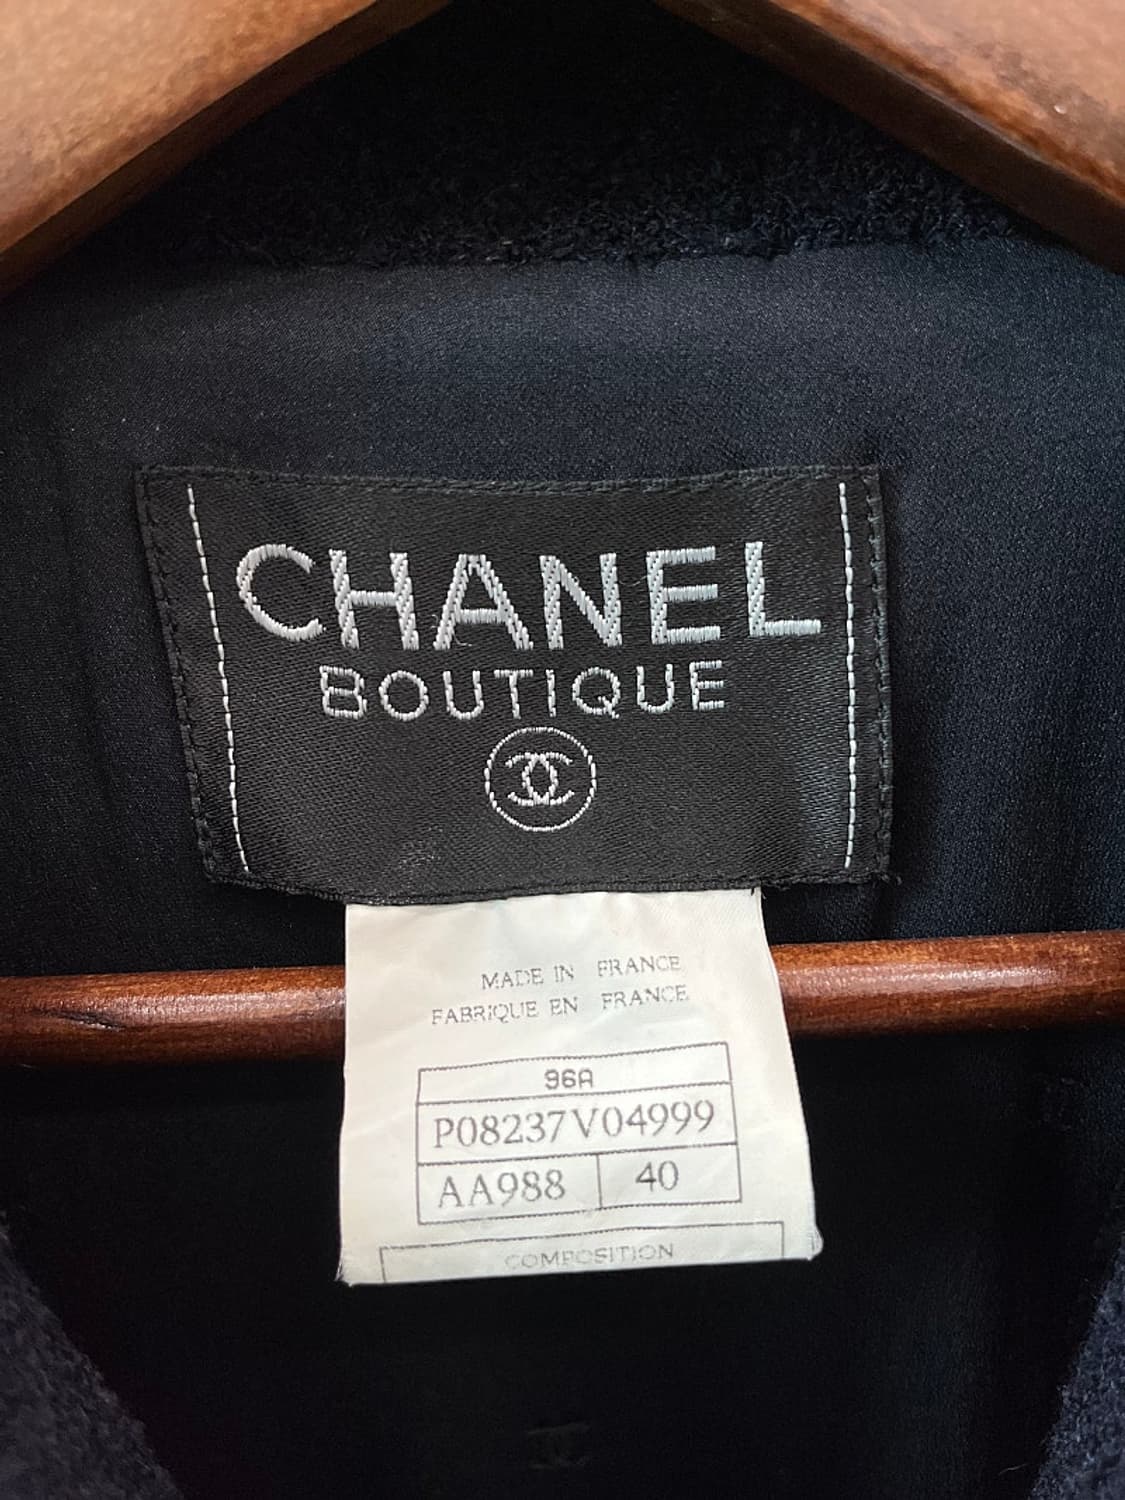 CHANEL
BOUTIQUE
MADE IN FRANCE
FABRIQUE EN FRANCE
96A
P08237V04999
AA988 40
COMPOSITION